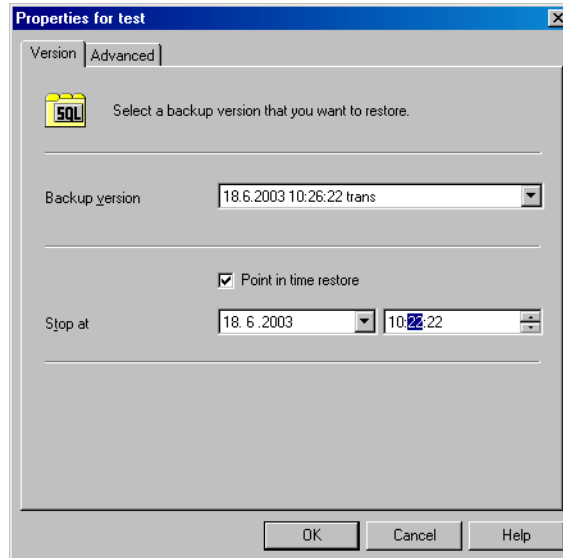 Properties for test
Version Advanced
SQL Select a backup version that you want to restore.
Backup version 18.6.2003 10:26:22 trans
Point in time restore
Stop at 18. 6 .2003 10:22:22
OK Cancel Help